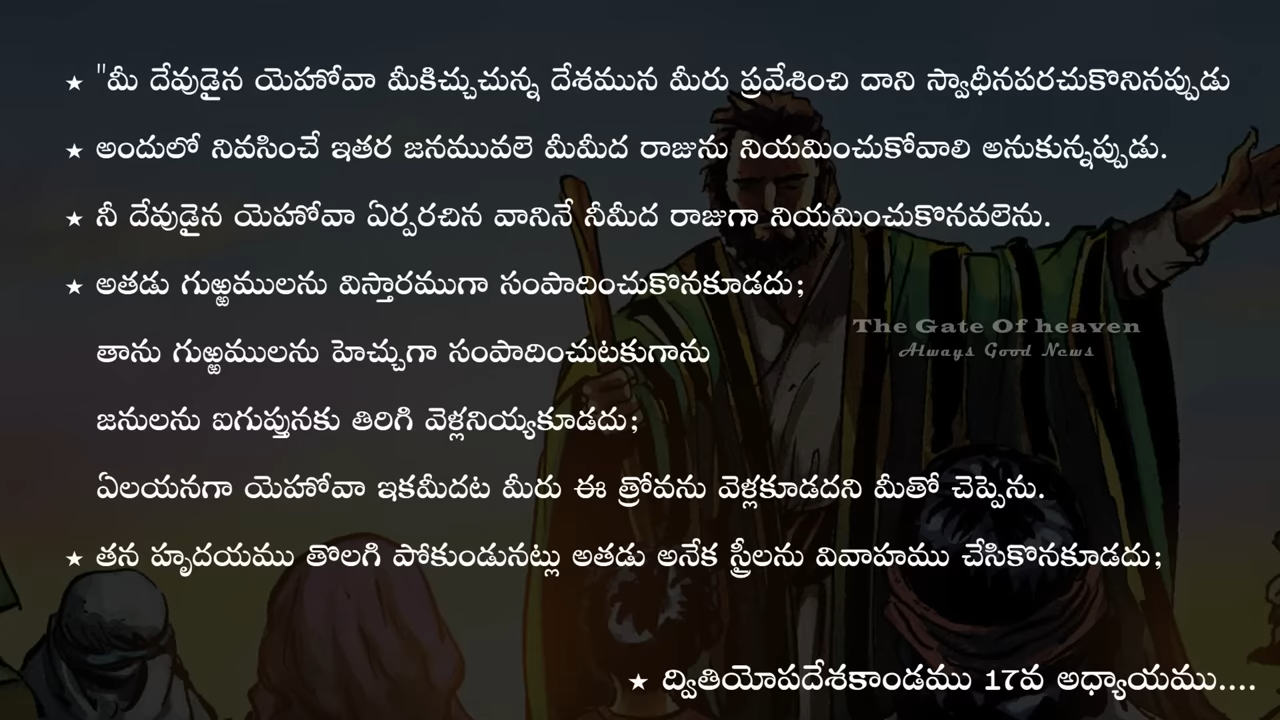 ★ "మీ దేవుడైన యెహోవా మీకిచ్చుచున్న దేశమున మీరు ప్రవేశించి దాని స్వాధీనపరచుకొనినప్పుడు
★ అందులో నివసించే ఇతర జనమువలె మీమీద రాజును నియమించుకోవాలి అనుకున్నప్పుడు.
★ నీ దేవుడైన యెహోవా ఏర్పరచిన వానినే నీమీద రాజుగా నియమించుకొనవలెను.
★ అతడు గుఱ్ఱములను విస్తారముగా సంపాదించుకొనకూడదు;
తాను గుఱ్ఱములను హెచ్చుగా సంపాదించుటకుగాను
The Gate Of heaven
Always Good News
జనులను ఐగుప్తునకు తిరిగి వెళ్లనియ్యకూడదు;
ఏలయనగా యెహోవా ఇకమీదట మీరు ఈ త్రోవను వెళ్లకూడదని మీతో చెప్పెను.
★ తన హృదయము తొలగి పోకుండునట్లు అతడు అనేక స్త్రీలను వివాహము చేసికొనకూడదు;
★ ద్వితియోపదేశకాండము 17వ అధ్యాయము....